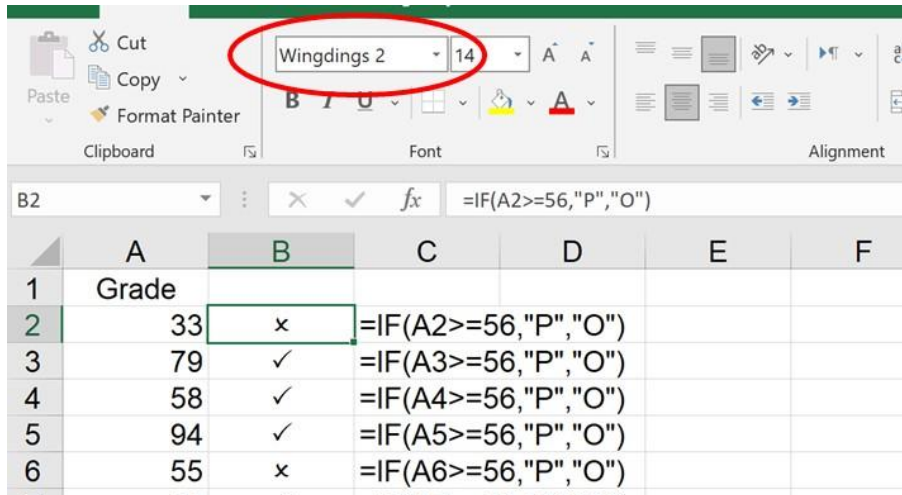 Cut
Copy
Paste
Format Painter
Clipboard
Wingdings 2 14 A A
B I U A
Font
Alignment
B2 fx =IF(A2>=56,"P","O")
A B C D E F
1 Grade
2 33 x =IF(A2>=56,"P","O")
3 79 ✓ =IF(A3>=56,"P","O")
4 58 ✓ =IF(A4>=56,"P","O")
5 94 ✓ =IF(A5>=56,"P","O")
6 55 x =IF(A6>=56,"P","O")